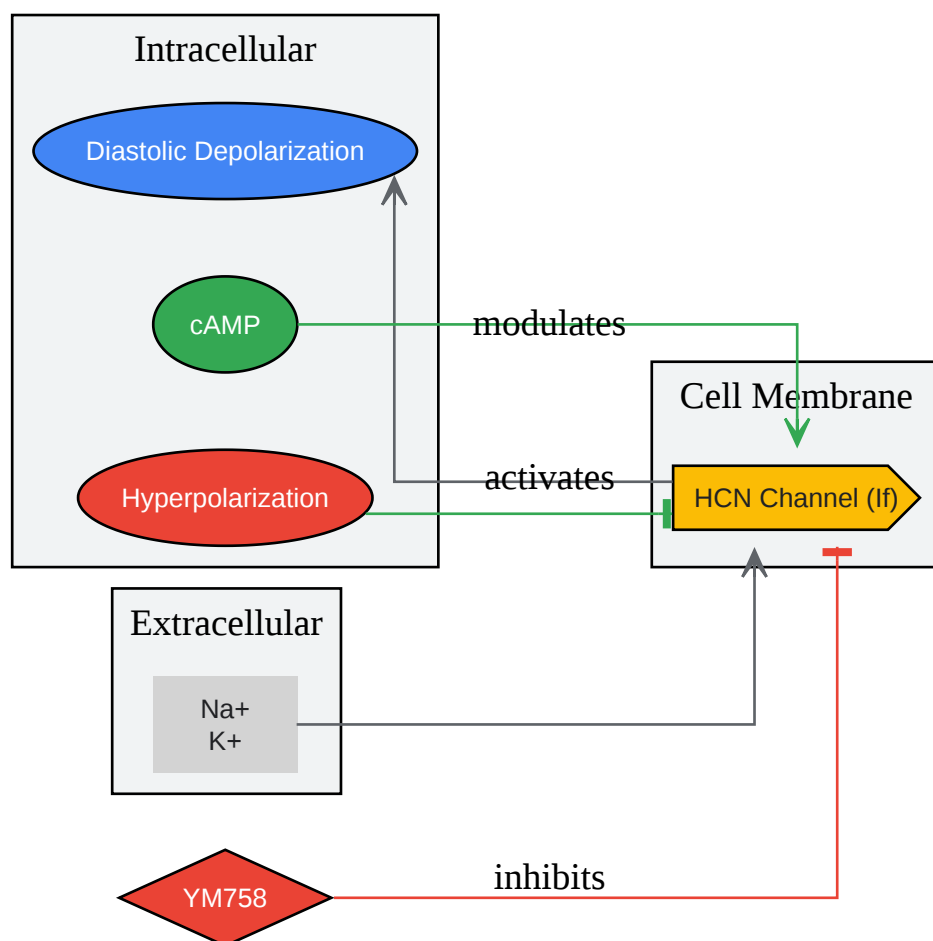 Intracellular
Diastolic Depolarization
cAMP
modulates
Cell Membrane
activates
Hyperpolarization
HCN Channel (If)
Extracellular
Na+
K+
YM758
inhibits